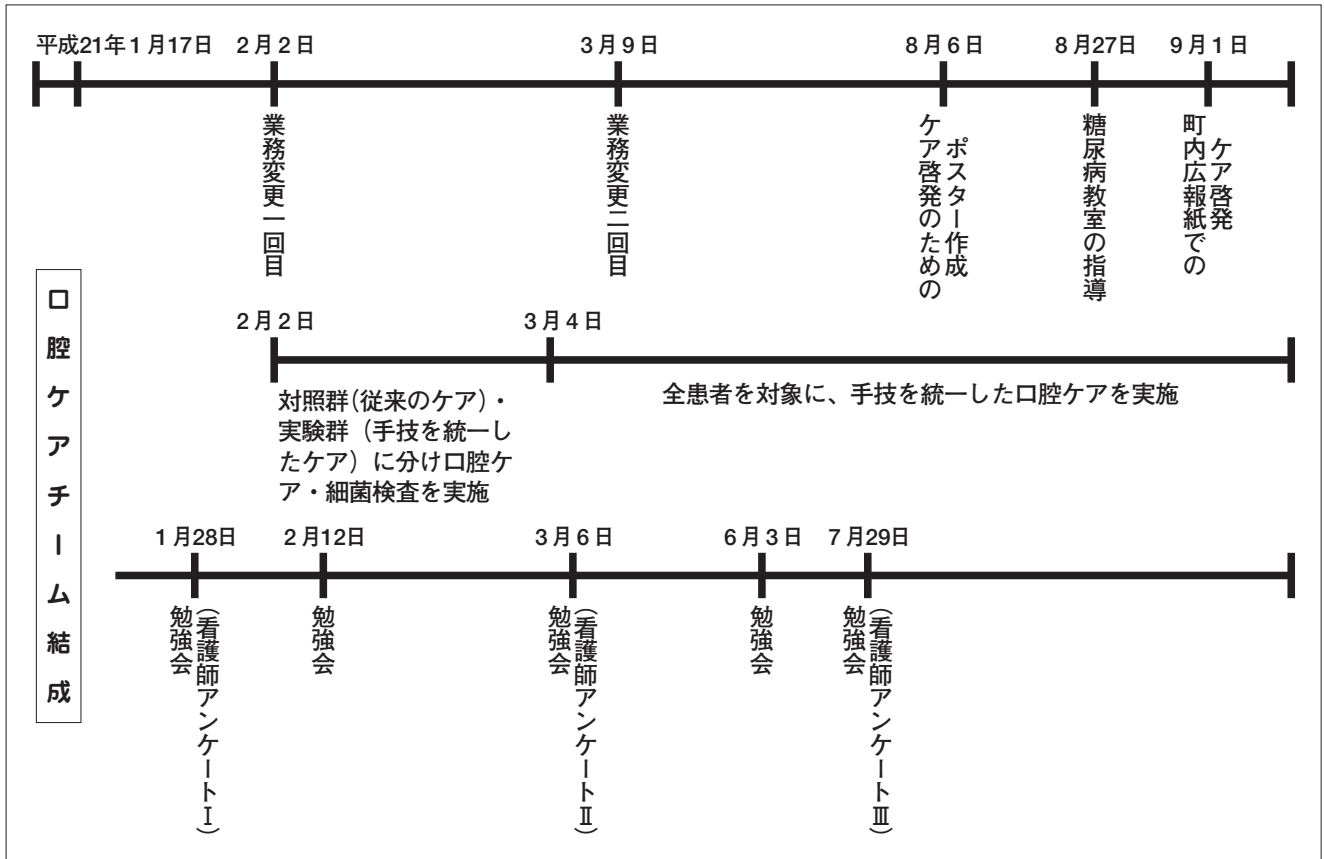 平成21年1月17日
2月2日
3月9日
8月6日
8月27日
9月1日
業務変更一回目
業務変更二回目
ケア啓発のための
ポスター作成
糖尿病教室の指導
町内広報紙での
ケア啓発
口腔ケアチーム結成
2月2日
3月4日
対照群(従来のケア)・
実験群（手技を統一し
たケア）に分け口腔ケ
ア・細菌検査を実施
全患者を対象に、手技を統一した口腔ケアを実施
1月28日
2月12日
3月6日
6月3日
7月29日
勉強会
（看護師アンケートⅠ）
勉強会
勉強会
（看護師アンケートⅡ）
勉強会
勉強会
（看護師アンケートⅢ）